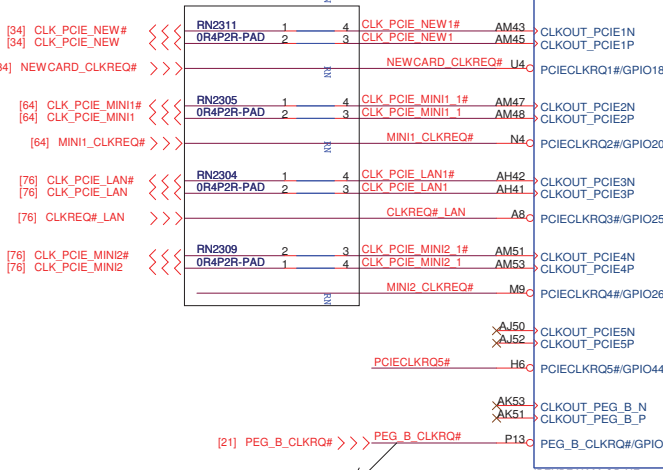 [34] CLK_PCIE_NEW# RN2311 1 4 CLK_PCIE_NEW1# AM43 CLKOUT_PCIE1N
[34] CLK_PCIE_NEW 0R4P2R-PAD 2 3 CLK_PCIE_NEW1 AM45 CLKOUT_PCIE1P
4] NEWCARD_CLKREQ# RN NEWCARD_CLKREQ# U4 PCIECLKRQ1#/GPIO18
[64] CLK_PCIE_MINI1# RN2305 1 4 CLK_PCIE_MINI1_1# AM47 CLKOUT_PCIE2N
[64] CLK_PCIE_MINI1 0R4P2R-PAD 2 3 CLK_PCIE_MINI1_1 AM48 CLKOUT_PCIE2P
[64] MINI1_CLKREQ# RN MINI1_CLKREQ# N4 PCIECLKRQ2#/GPIO20
[76] CLK_PCIE_LAN# RN2304 1 4 CLK_PCIE_LAN1# AH42 CLKOUT_PCIE3N
[76] CLK_PCIE_LAN 0R4P2R-PAD 2 3 CLK_PCIE_LAN1 AH41 CLKOUT_PCIE3P
[76] CLKREQ#_LAN CLKREQ#_LAN A8 PCIECLKRQ3#/GPIO25
[76] CLK_PCIE_MINI2# RN2309 2 3 CLK_PCIE_MINI2_1# AM51 CLKOUT_PCIE4N
[76] CLK_PCIE_MINI2 0R4P2R-PAD 1 4 CLK_PCIE_MINI2_1 AM53 CLKOUT_PCIE4P
RN MINI2_CLKREQ# M9 PCIECLKRQ4#/GPIO26
AJ50 CLKOUT_PCIE5N
AJ52 CLKOUT_PCIE5P
PCIECLKRQ5# H6 PCIECLKRQ5#/GPIO44
AK53 CLKOUT_PEG_B_N
AK51 CLKOUT_PEG_B_P
[21] PEG_B_CLKRQ# PEG_B_CLKRQ# P13 PEG_B_CLKRQ#/GPIO